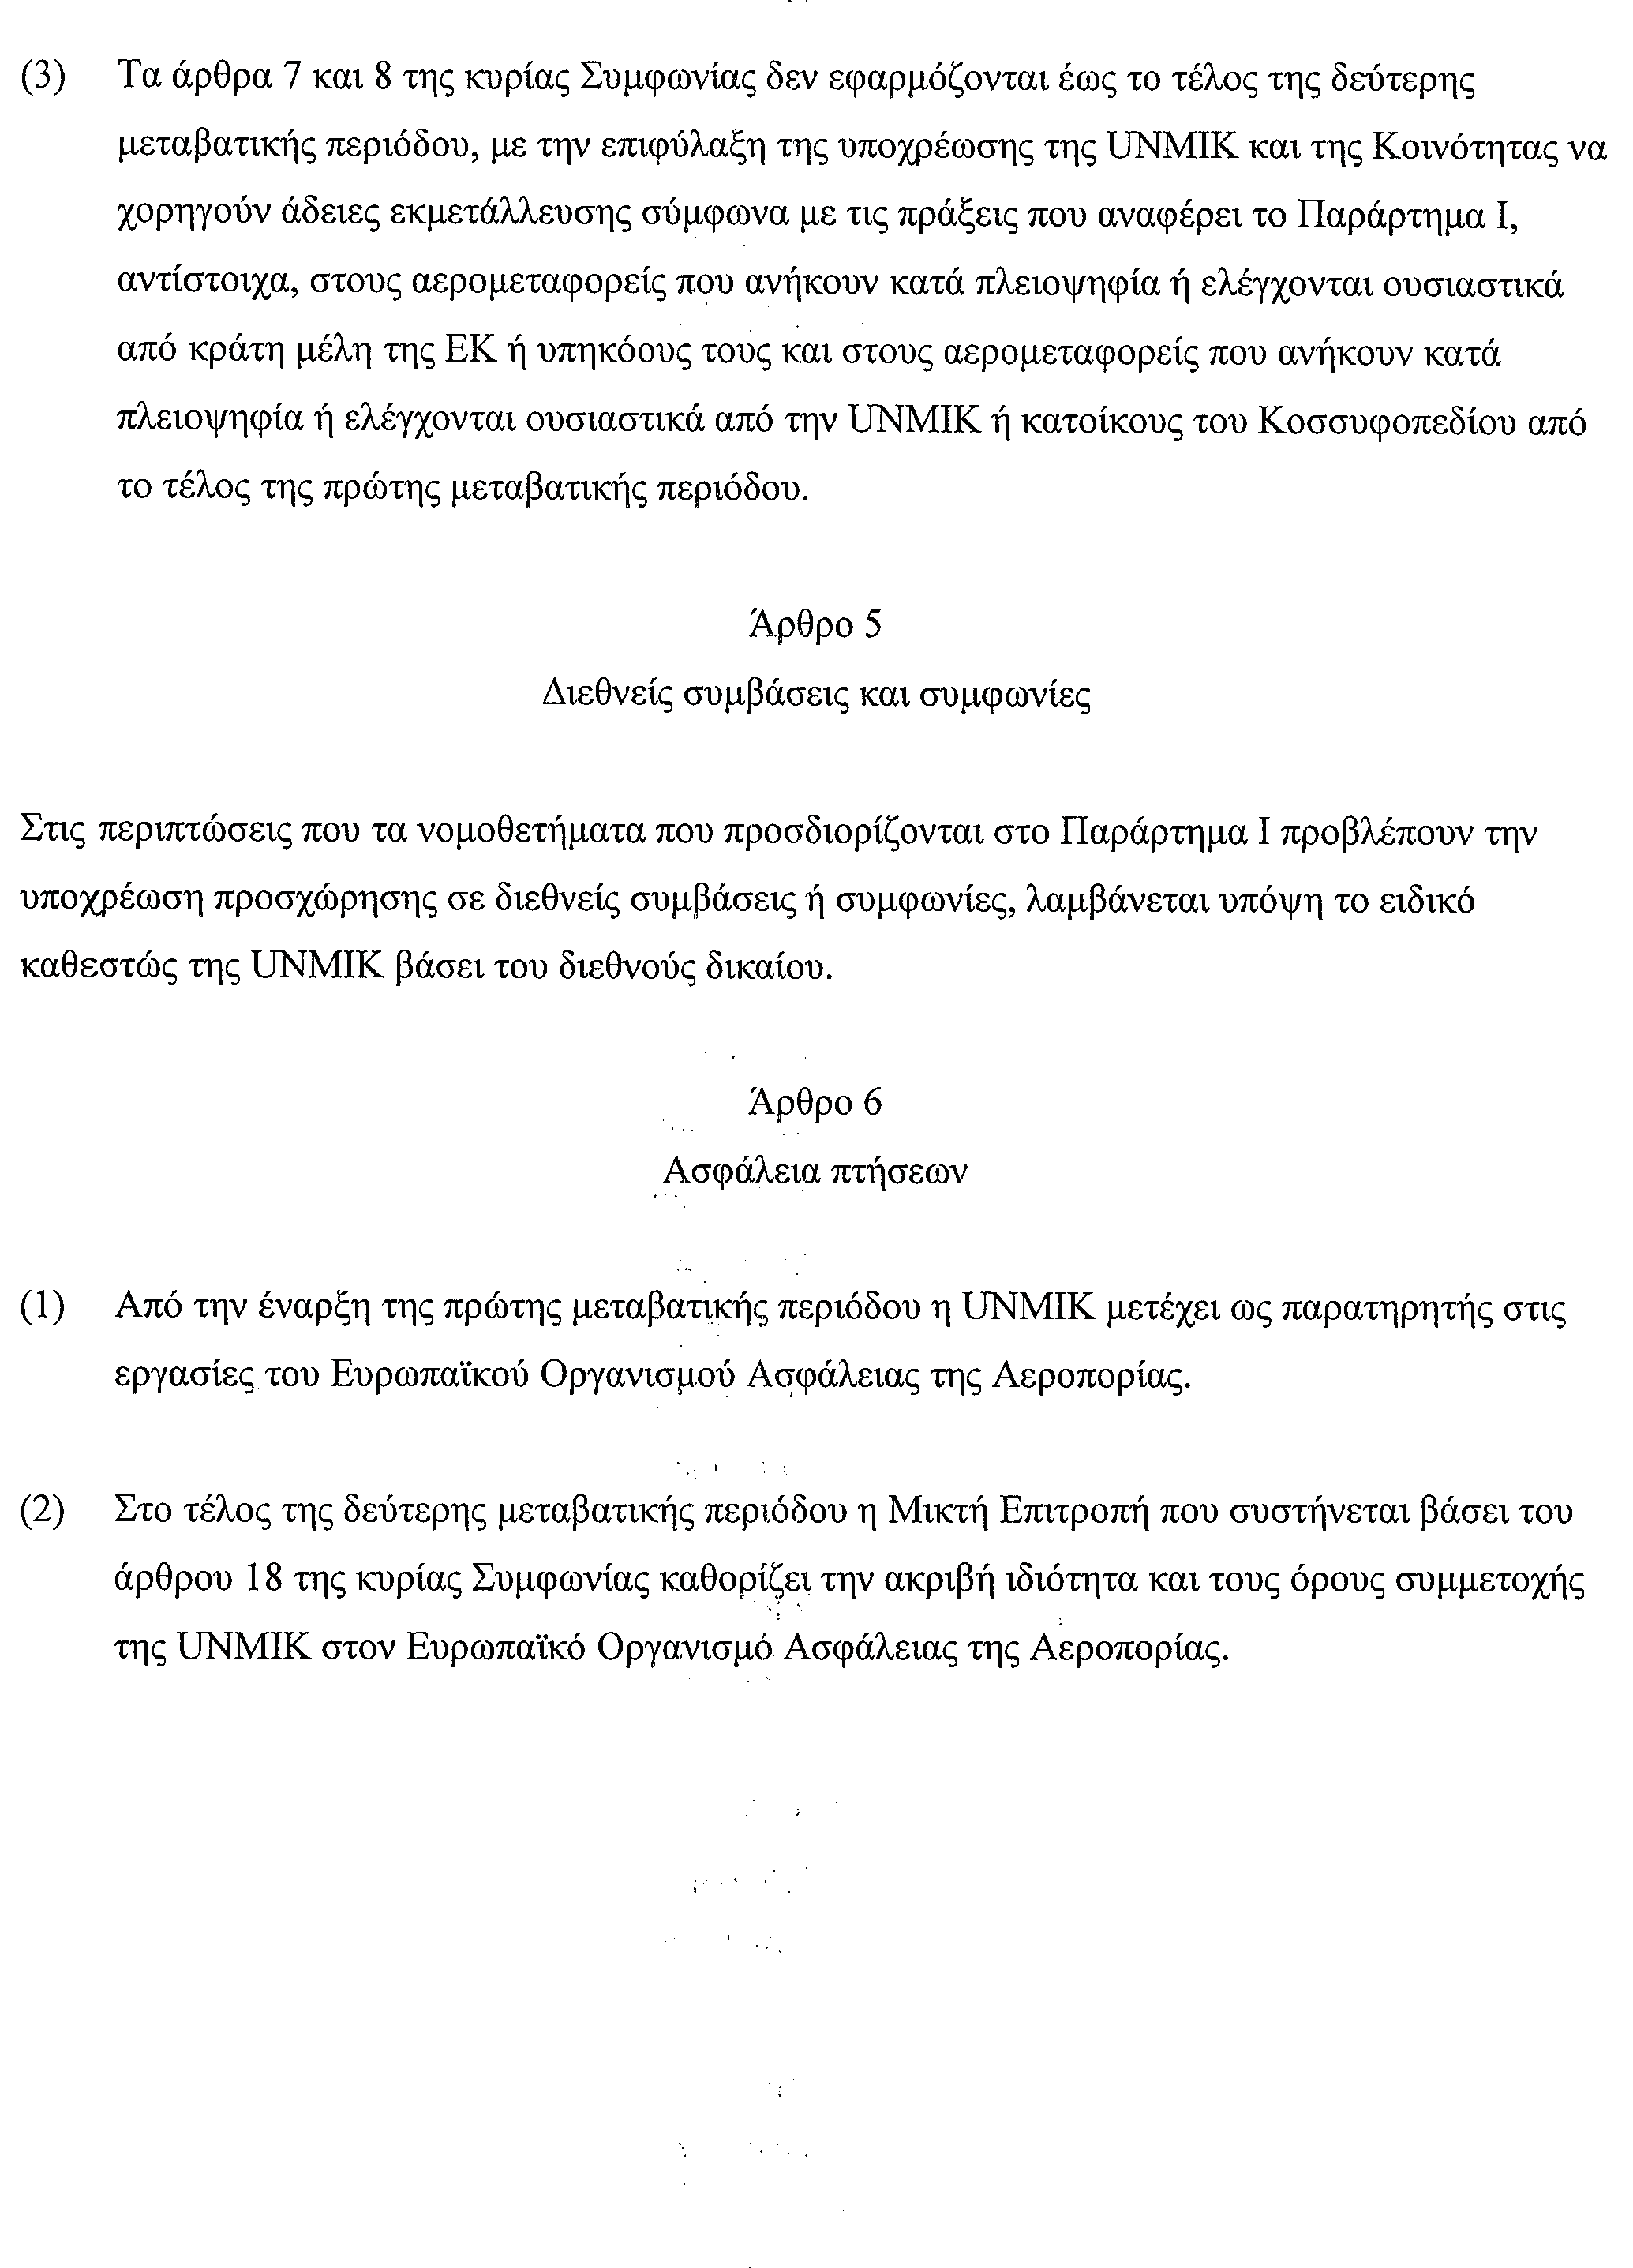 (3) Τα άρθρα 7 και 8 της κυρίας Συμφωνίας δεν εφαρμόζονται έως το τέλος της δεύτερης
μεταβατικής περιόδου, με την επιφύλαξη της υποχρέωσης της UNMIK και της Κοινότητας να
χορηγούν άδειες εκμετάλλευσης σύμφωνα με τις πράξεις που αναφέρει το Παράρτημα Ι,
αντίστοιχα, στους αερομεταφορείς που ανήκουν κατά πλειοψηφία ή ελέγχονται ουσιαστικά
από κράτη μέλη της ΕΚ ή υπηκόους τους και στους αερομεταφορείς που ανήκουν κατά
πλειοψηφία ή ελέγχονται ουσιαστικά από την UNMIK ή κατοίκους του Κοσσυφοπεδίου από
το τέλος της πρώτης μεταβατικής περιόδου.
Άρθρο 5
Διεθνείς συμβάσεις και συμφωνίες
Στις περιπτώσεις που τα νομοθετήματα που προσδιορίζονται στο Παράρτημα Ι προβλέπουν την
υποχρέωση προσχώρησης σε διεθνείς συμβάσεις ή συμφωνίες, λαμβάνεται υπόψη το ειδικό
καθεστώς της UNMIK βάσει του διεθνούς δικαίου.
Άρθρο 6
Ασφάλεια πτήσεων
(1) Από την έναρξη της πρώτης μεταβατικής περιόδου η UNMIK μετέχει ως παρατηρητής στις
εργασίες του Ευρωπαϊκού Οργανισμού Ασφάλειας της Αεροπορίας.
(2) Στο τέλος της δεύτερης μεταβατικής περιόδου η Μικτή Επιτροπή που συστήνεται βάσει του
άρθρου 18 της κυρίας Συμφωνίας καθορίζει την ακριβή ιδιότητα και τους όρους συμμετοχής
της UNMIK στον Ευρωπαϊκό Οργανισμό Ασφάλειας της Αεροπορίας.